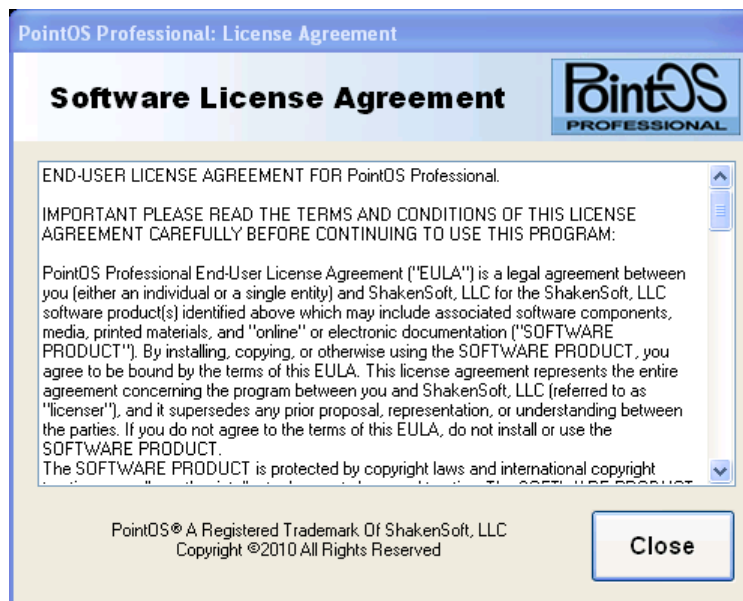 PointOS Professional: License Agreement
Software License Agreement
PointOS
PROFESSIONAL
END-USER LICENSE AGREEMENT FOR PointOS Professional.
IMPORTANT PLEASE READ THE TERMS AND CONDITIONS OF THIS LICENSE
AGREEMENT CAREFULLY BEFORE CONTINUING TO USE THIS PROGRAM:
PointOS Professional End-User License Agreement ("EULA") is a legal agreement between
you (either an individual or a single entity) and ShakenSoft, LLC for the ShakenSoft, LLC
software product(s) identified above which may include associated software components,
media, printed materials, and "online" or electronic documentation ("SOFTWARE
PRODUCT"). By installing, copying, or otherwise using the SOFTWARE PRODUCT, you
agree to be bound by the terms of this EULA. This license agreement represents the entire
agreement concerning the program between you and ShakenSoft, LLC (referred to as
"licenser"), and it supersedes any prior proposal, representation, or understanding between
the parties. If you do not agree to the terms of this EULA, do not install or use the
SOFTWARE PRODUCT.
The SOFTWARE PRODUCT is protected by copyright laws and international copyright
PointOS® A Registered Trademark Of ShakenSoft, LLC
Copyright ©2010 All Rights Reserved
Close